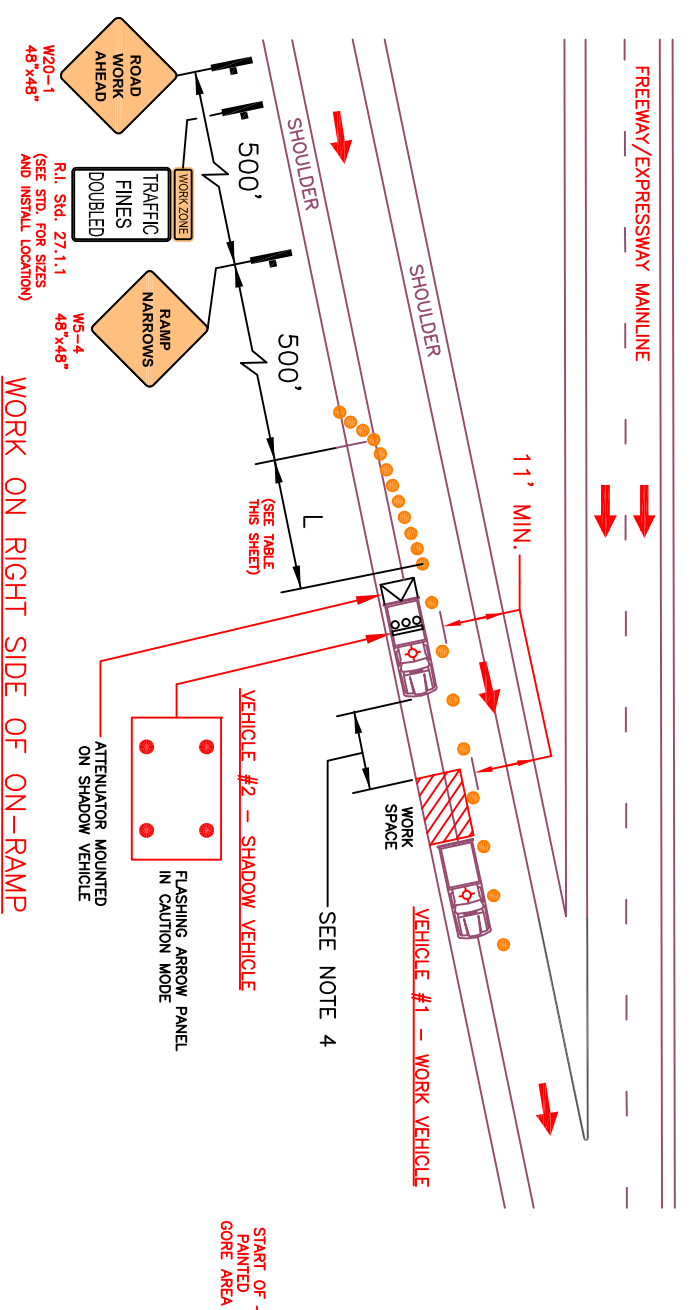 FREEWAY/EXPRESSWAY MAINLINE
SHOULDER
SHOULDER
11' MIN.
500'
500'
L
(SEE TABLE
THIS SHEET)
ROAD
WORK
AHEAD
W20-1
48"x48"
WORK ZONE
TRAFFIC
FINES
DOUBLED
R.I. Std. 27.1.1
(SEE STD. FOR SIZES
AND INSTALL LOCATION)
RAMP
NARROWS
W5-4
48"x48"
WORK
SPACE
SEE NOTE 4
VEHICLE #1 - WORK VEHICLE
VEHICLE #2 - SHADOW VEHICLE
FLASHING ARROW PANEL
IN CAUTION MODE
ATTENUATOR MOUNTED
ON SHADOW VEHICLE
START OF -
PAINTED
GORE AREA
WORK ON RIGHT SIDE OF ON-RAMP